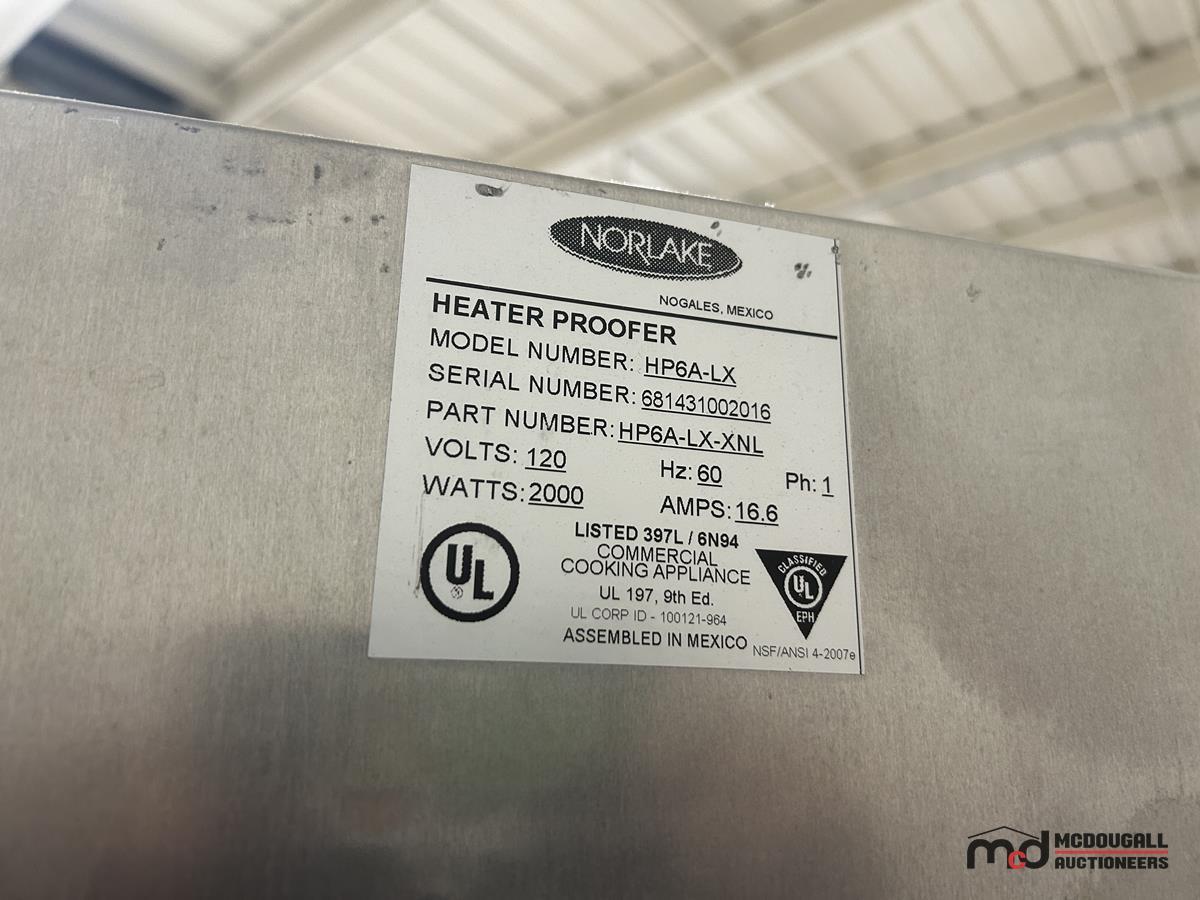 NORLAKE
NOGALES, MEXICO
HEATER PROOFER
MODEL NUMBER: HP6A-LX
SERIAL NUMBER: 681431002016
PART NUMBER: HP6A-LX-XNL
VOLTS: 120 Hz: 60 Ph: 1
WATTS: 2000 AMPS: 16.6
LISTED 397L / 6N94
COMMERCIAL
COOKING APPLIANCE
UL 197, 9th Ed.
UL CORP ID - 100121-964
ASSEMBLED IN MEXICO
UL ®
CLASSIFIED
UL
EPH
NSF/ANSI 4-2007e
mcd MCDOUGALL
AUCTIONEERS